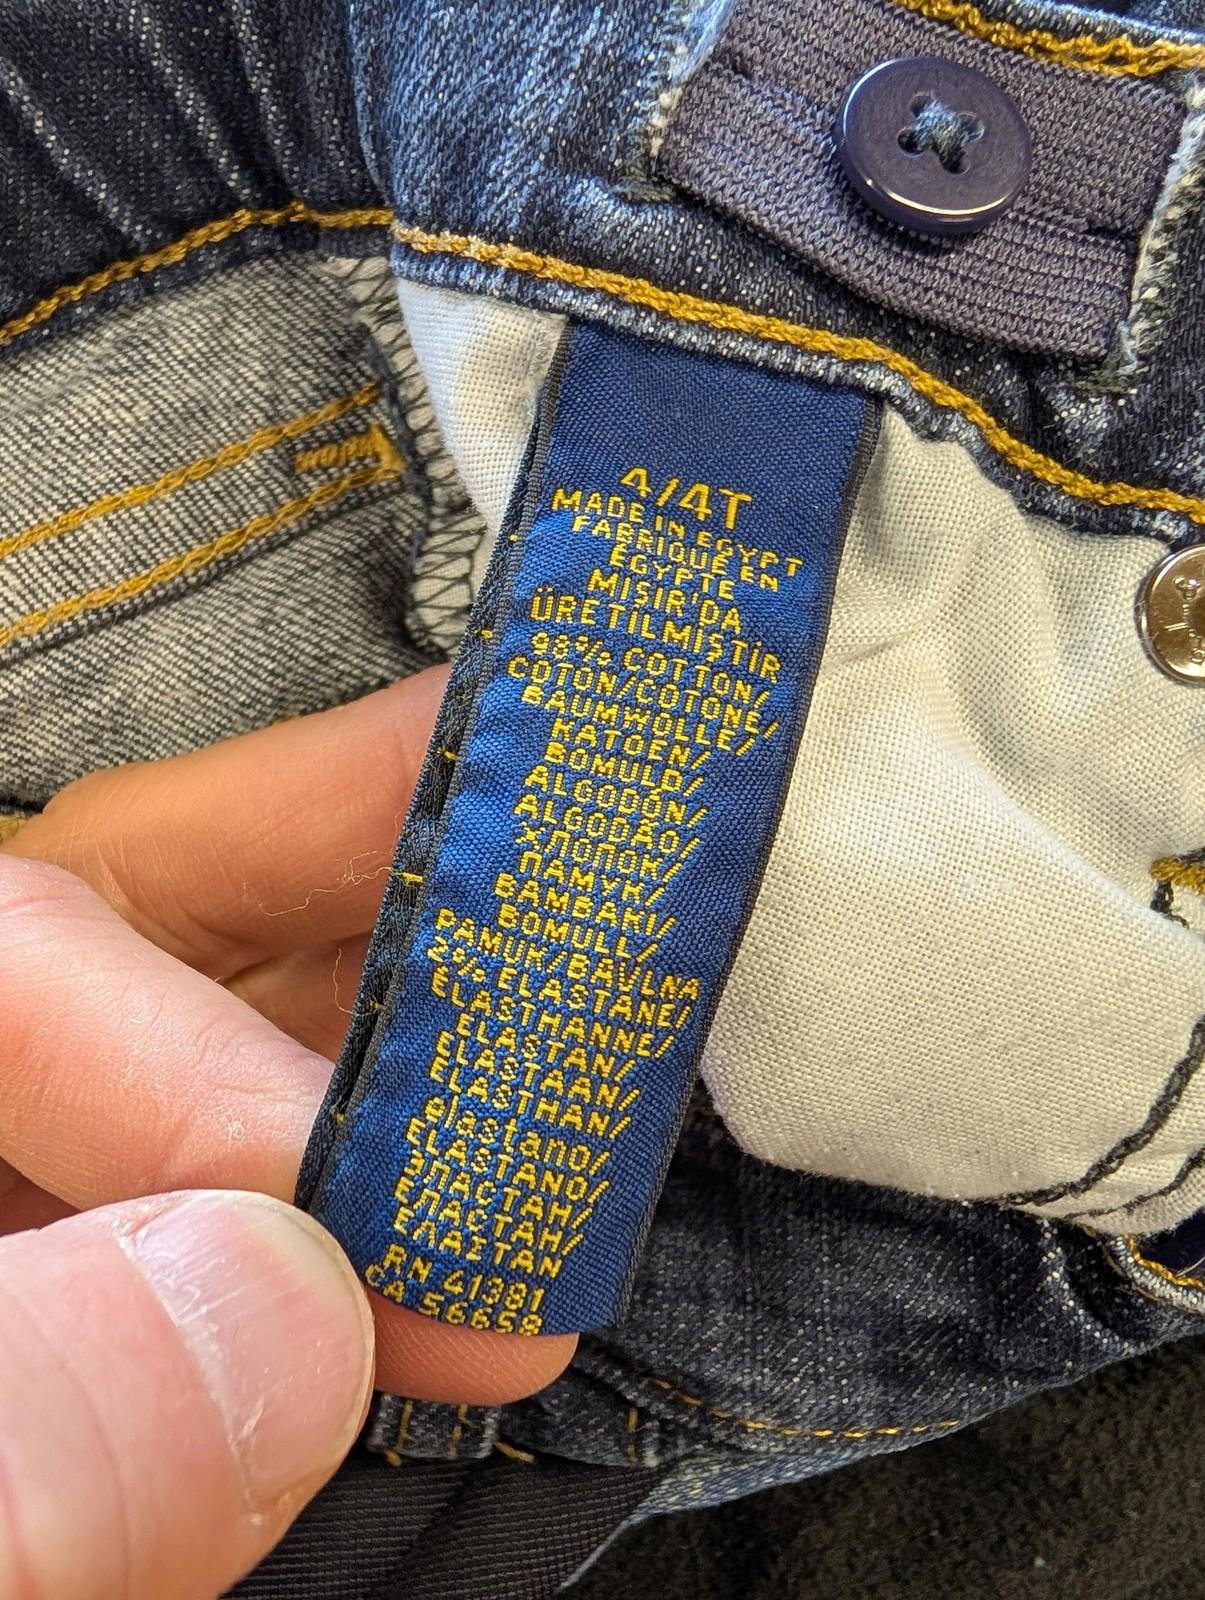 4/4T
MADE IN EGYPT
FABRIQUÉ EN
ÉGYPTE
MISIR'DA
ÜRETILMIŞTİR
98% COTTON/
COTON/COTONE/
BAUMWOLLE/
KATOEN/
BOMULD/
ALGODÓN/
ALGODÃO/
ХЛОПОК/
ПАМУК/
BAMBAKI/
BOMULL/
PAMUK/BAVLNA
2% ELASTANE/
ELASTHANNE/
ELASTAN/
ELASTAAN/
ELASTHAN/
elastano/
ELASTANO/
ЭЛАСТАН/
ЕЛАСТАН/
ΕΛΑΣΤΑΝ
RN 41381
CA 56658